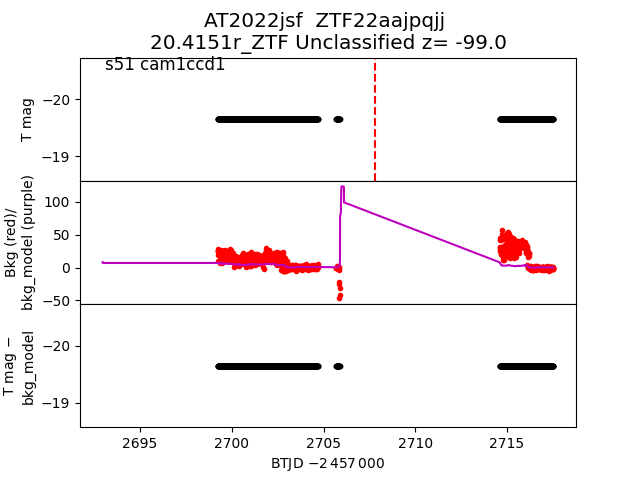 AT2022jsf ZTF22aajpqjj
20.4151r_ZTF Unclassified z= -99.0
s51 cam1ccd1
T mag
−20
−19
Bkg (red)/
bkg_model (purple)
100
50
0
−50
T mag −
bkg_model
−20
−19
2695 2700 2705 2710 2715
BTJD −2 457 000